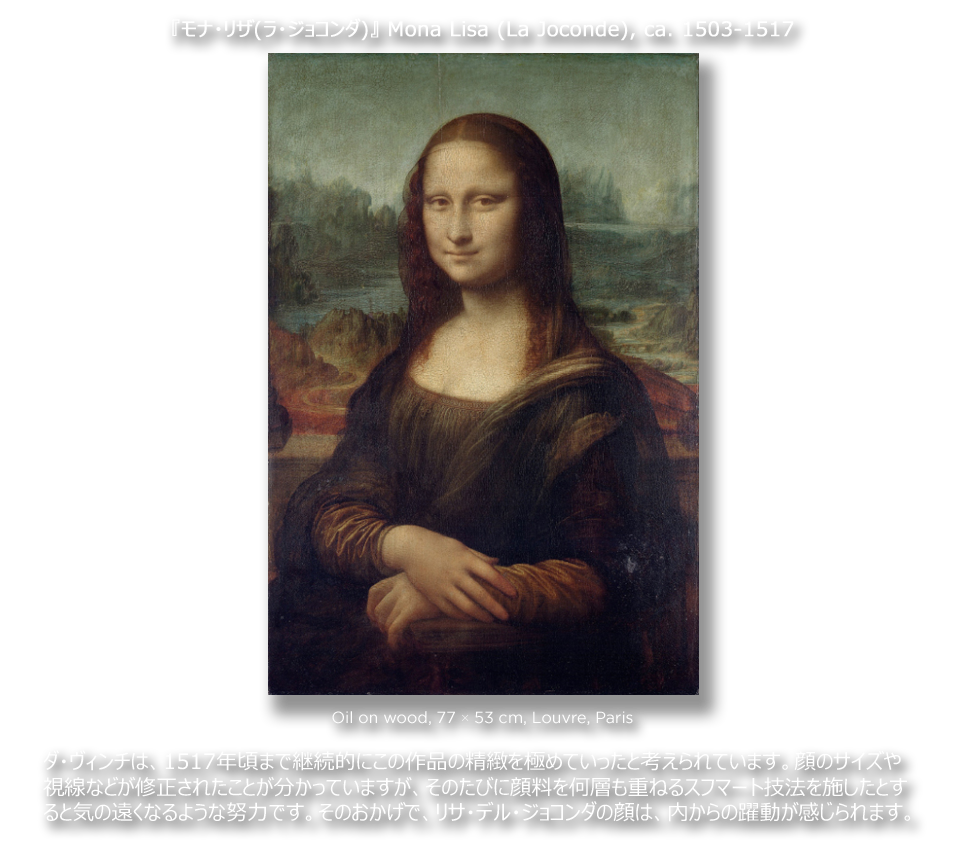 『モナ・リザ(ラ・ジョコンダ)』 Mona Lisa (La Joconde), ca. 1503-1517
Oil on wood, 77 × 53 cm, Louvre, Paris
ダ・ヴィンチは、1517年頃まで継続的にこの作品の精緻を極めていったと考えられています。顔のサイズや
視線などが修正されたことが分かっていますが、そのたびに顔料を何層も重ねるスフマート技法を施したとす
ると気の遠くなるような努力です。そのおかげで、リサ・デル・ジョコンダの顔は、内からの躍動が感じられます。